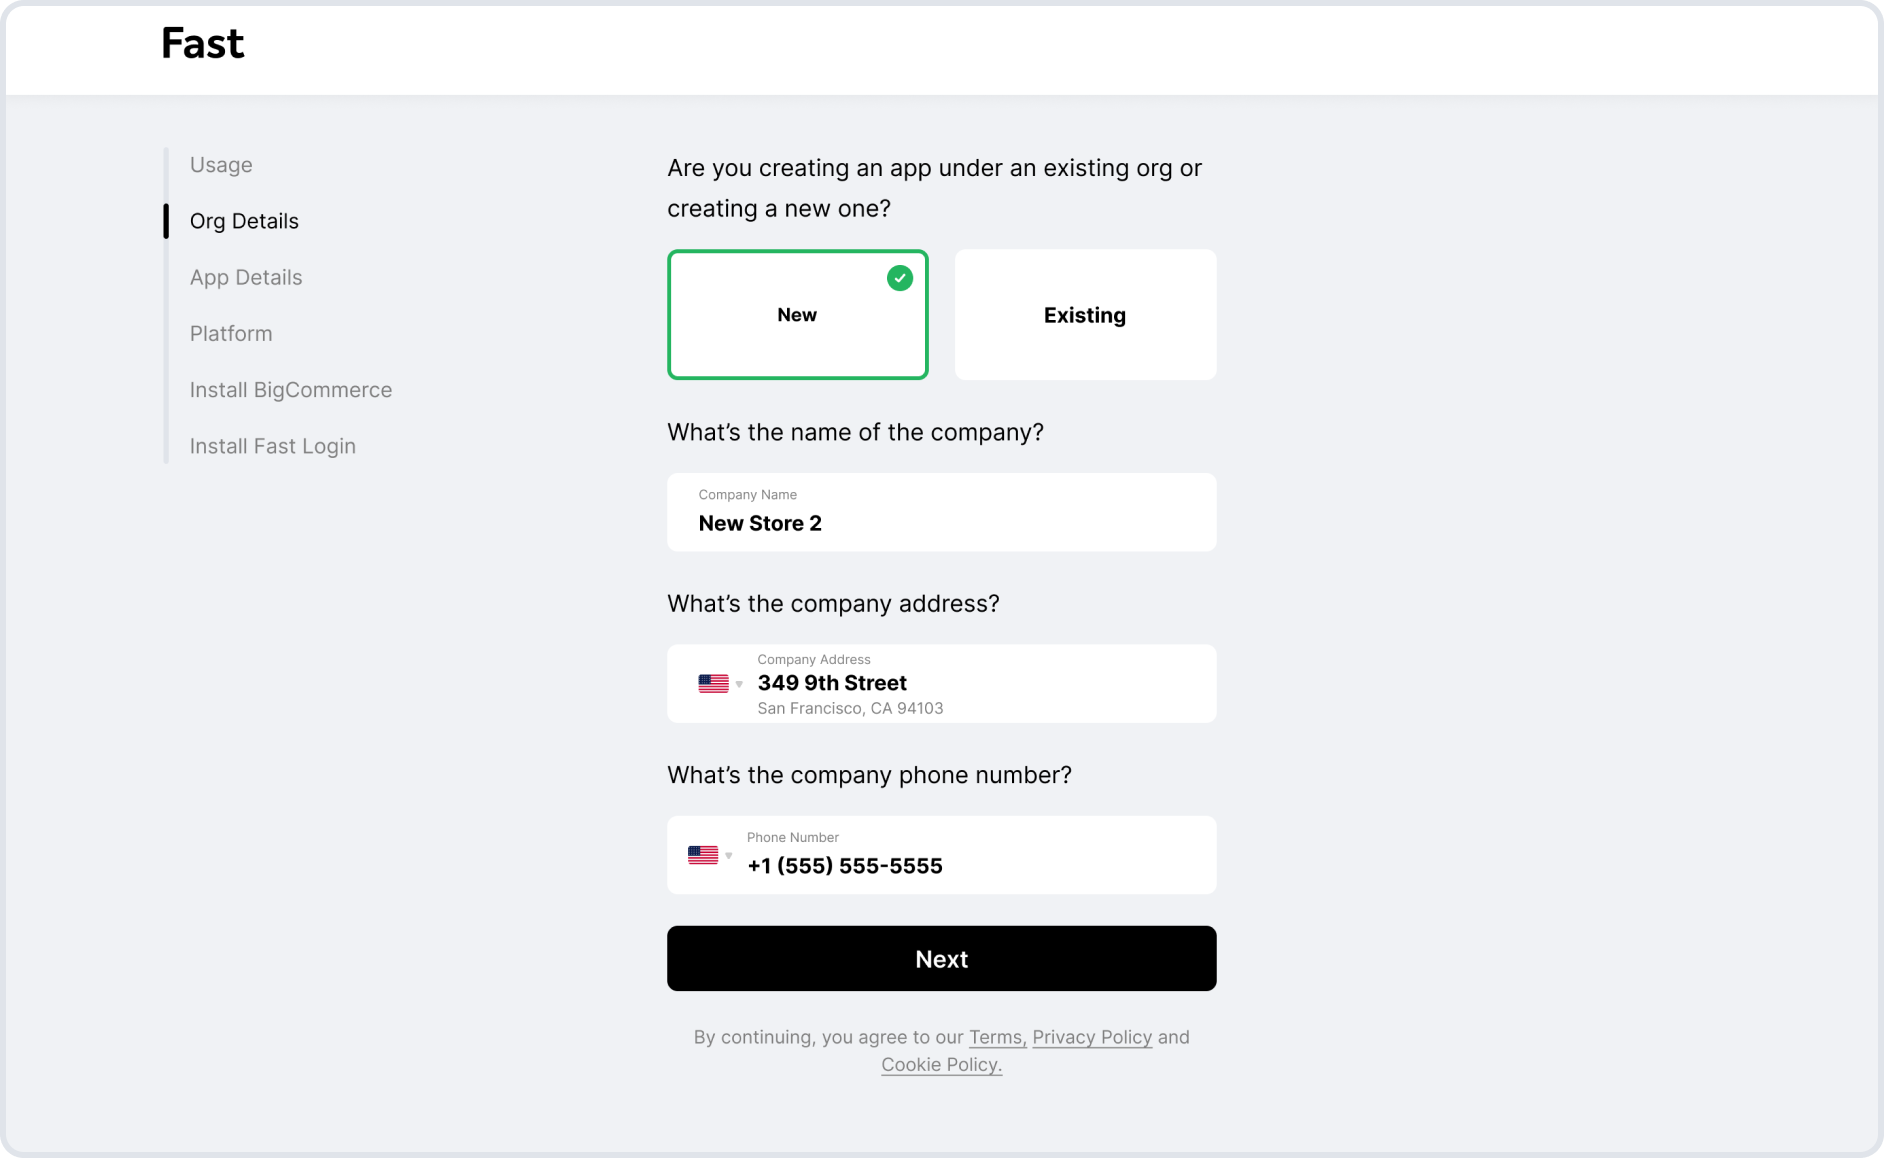 Fast
Usage
Org Details
App Details
Platform
Install BigCommerce
Install Fast Login
Are you creating an app under an existing org or
creating a new one?
New
Existing
What’s the name of the company?
Company Name
New Store 2
What’s the company address?
Company Address
349 9th Street
San Francisco, CA 94103
What’s the company phone number?
Phone Number
+1 (555) 555-5555
Next
By continuing, you agree to our Terms, Privacy Policy and
Cookie Policy.